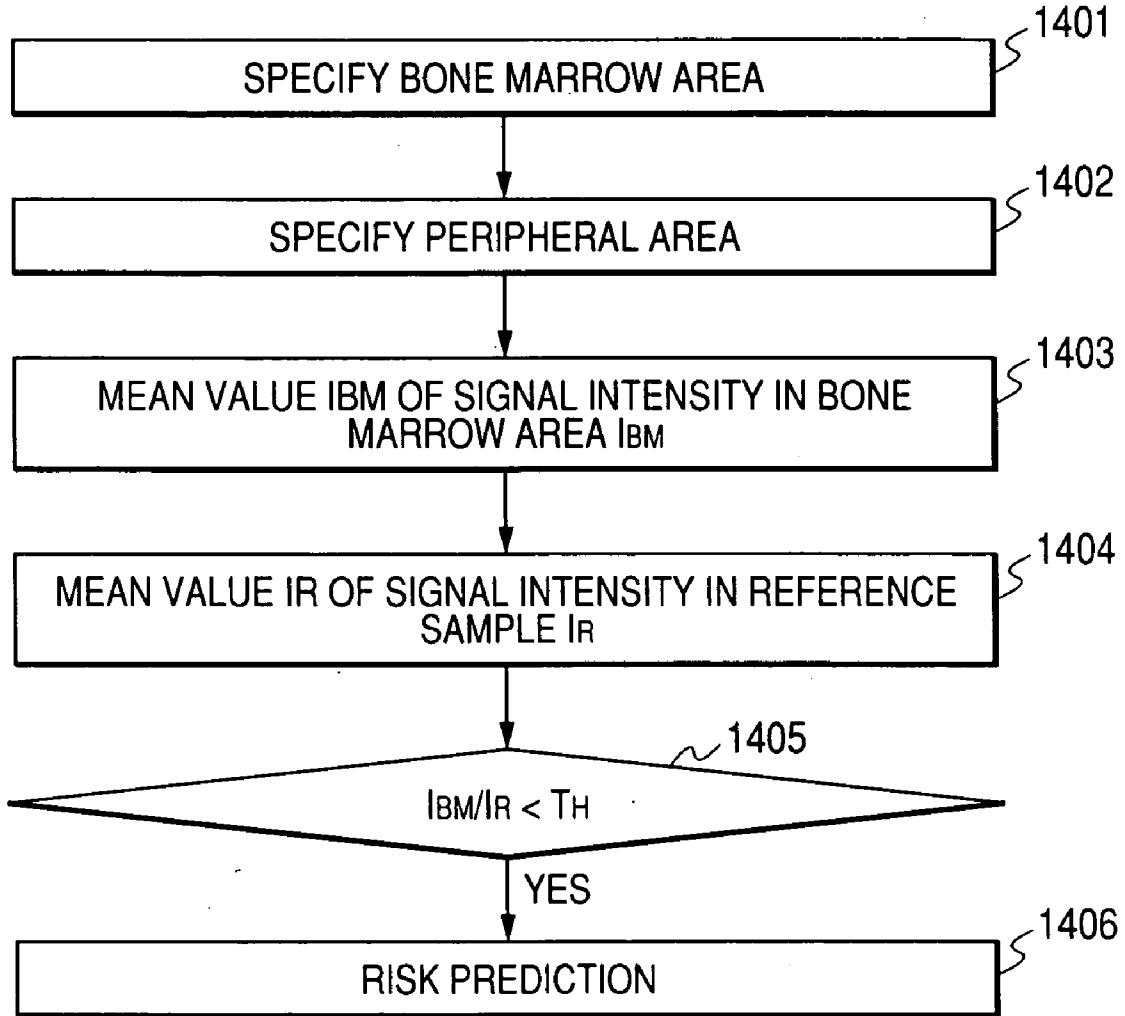 1401
SPECIFY BONE MARROW AREA
1402
SPECIFY PERIPHERAL AREA
1403
MEAN VALUE IBM OF SIGNAL INTENSITY IN BONE
MARROW AREA IBM
1404
MEAN VALUE IR OF SIGNAL INTENSITY IN REFERENCE
SAMPLE IR
1405
IBM/IR < TH
YES
1406
RISK PREDICTION